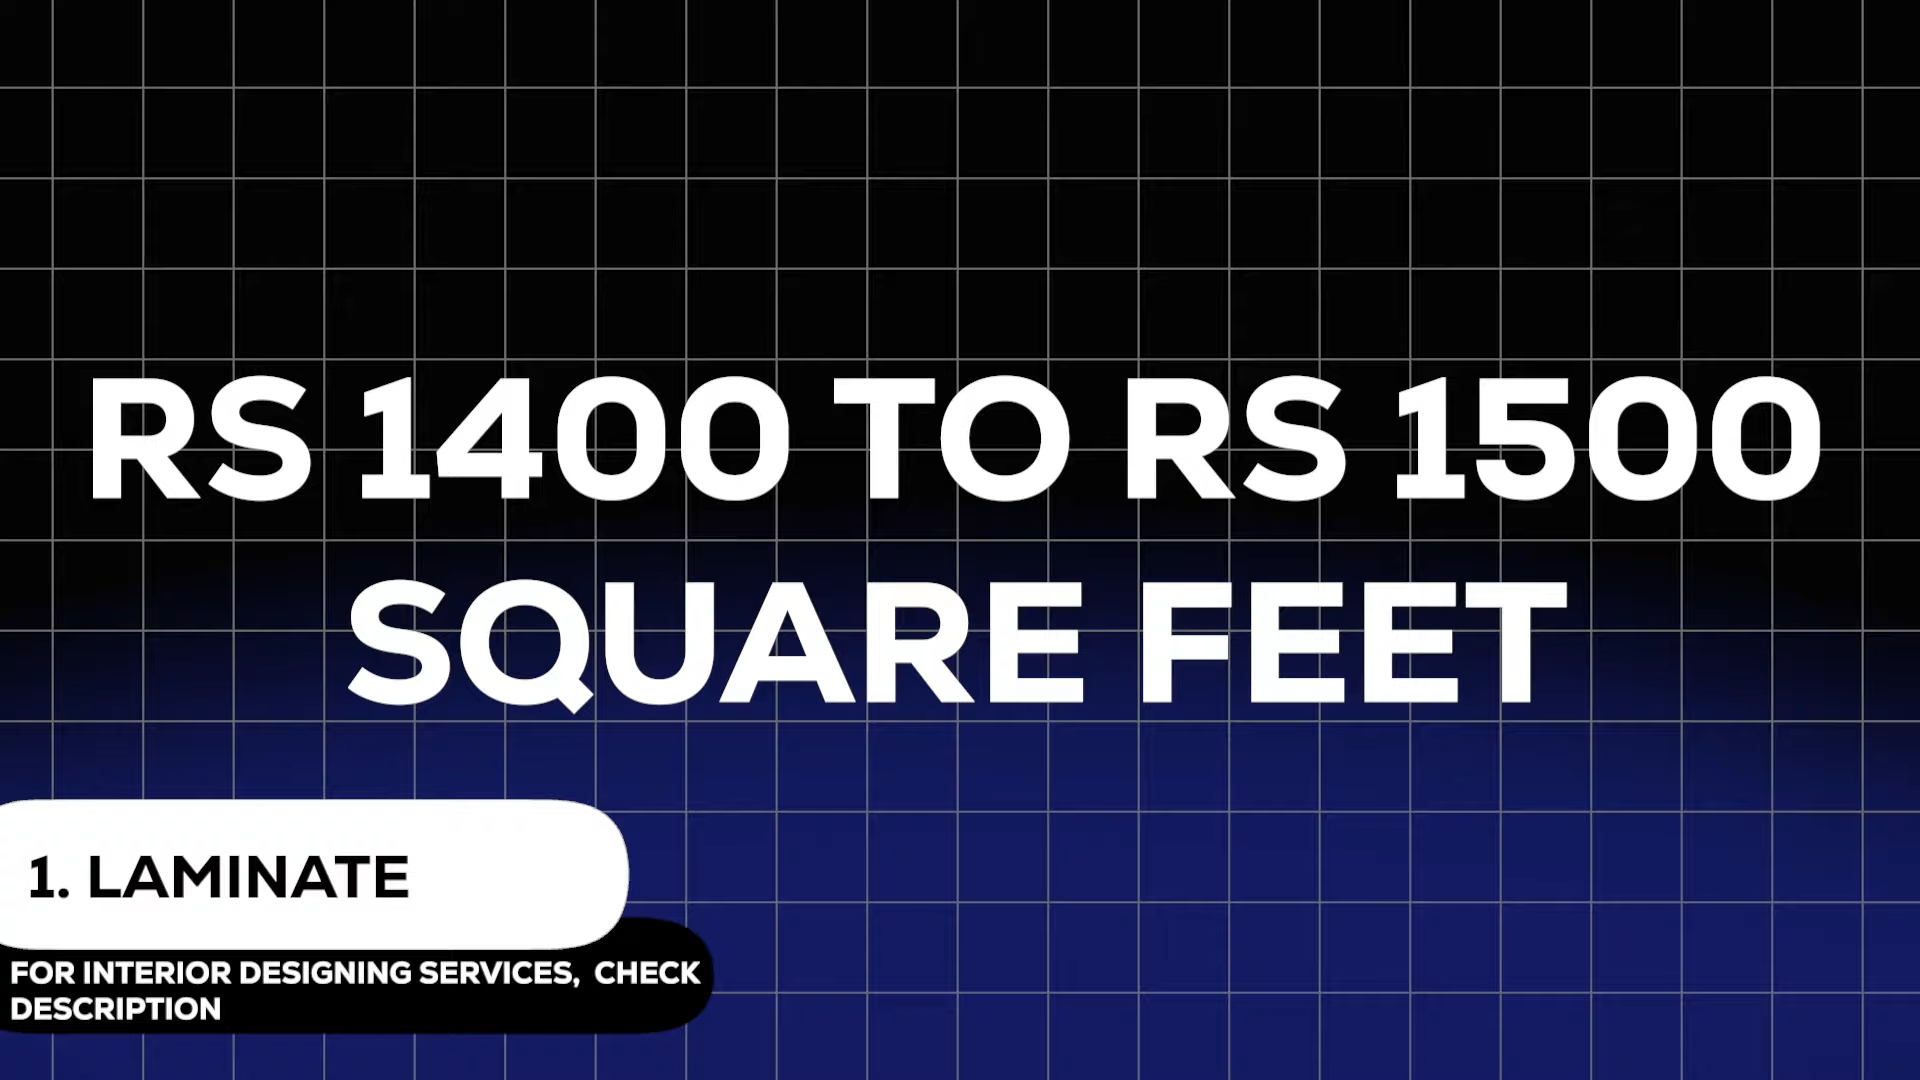 RS 1400 TO RS 1500
SQUARE FEET
1. LAMINATE
FOR INTERIOR DESIGNING SERVICES, CHECK
DESCRIPTION